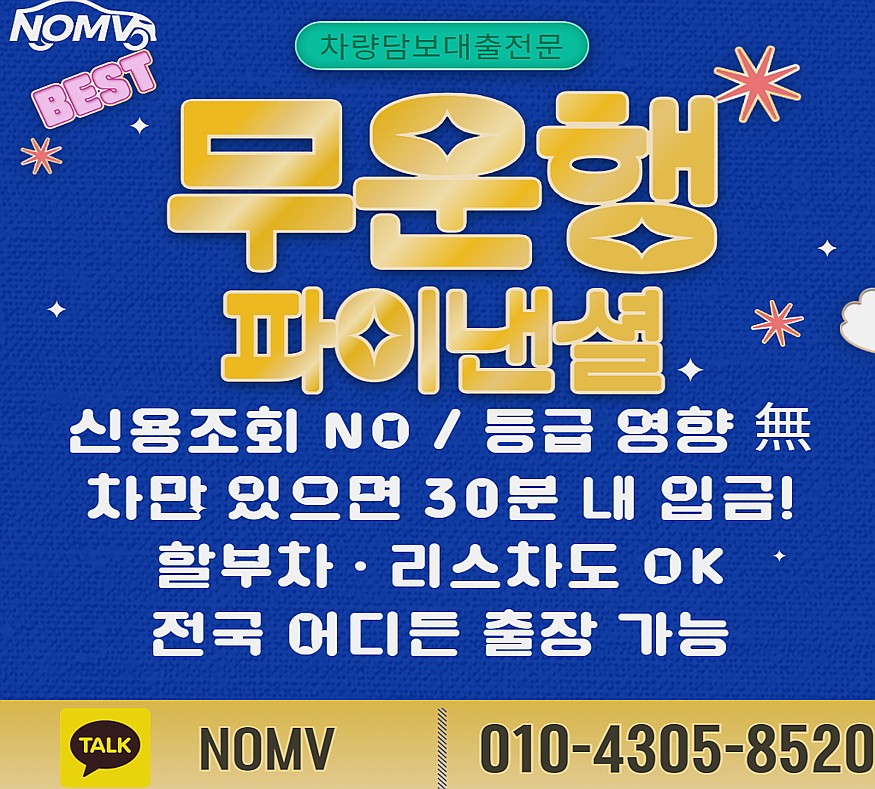 NOMV
차량담보대출전문
BEST
무운행
파이낸셜
신용조회 NO / 등급 영향 無
차만 있으면 30분 내 입금!
할부차 · 리스차도 OK
전국 어디든 출장 가능
TALK NOMV 010-4305-8520